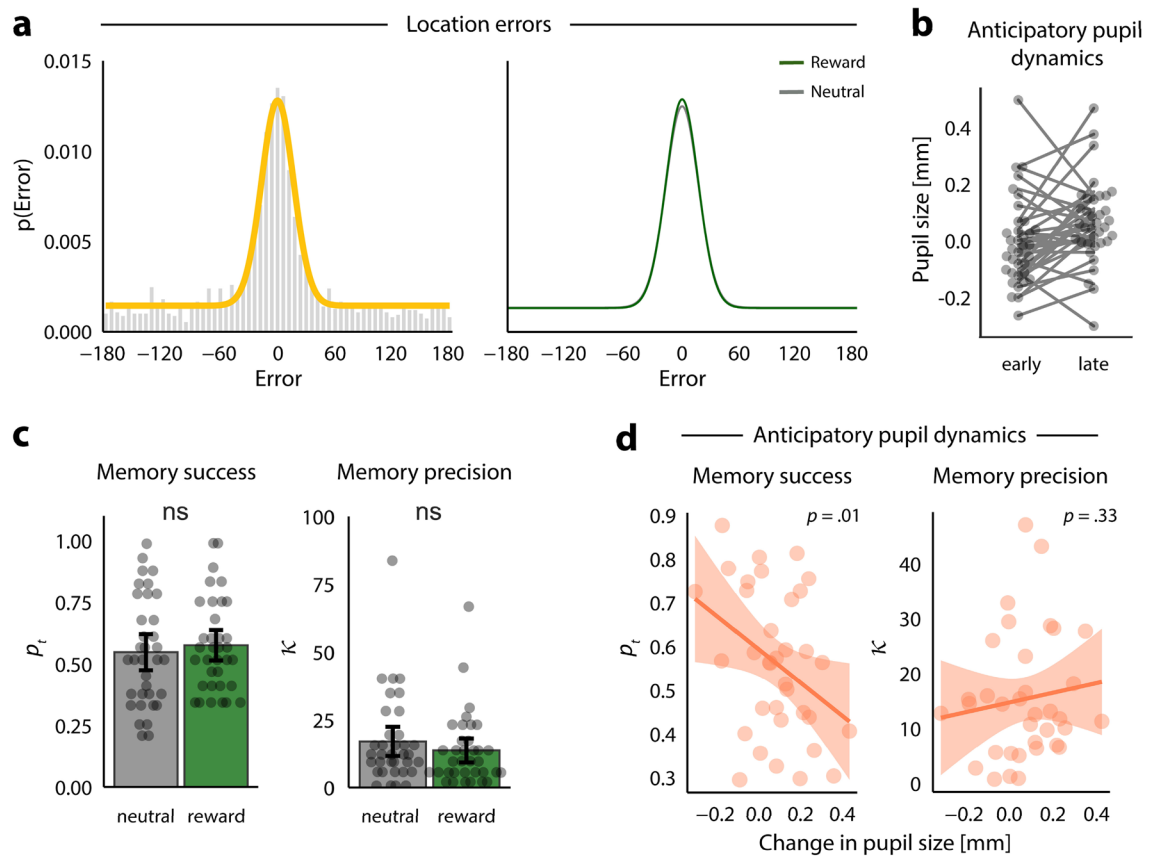 a
Location errors
0.015
0.010
0.005
0.000
p(Error)
−180 −120 −60 0 60 120 180
Error
Reward
Neutral
−180 −120 −60 0 60 120 180
Error
b
Anticipatory pupil
dynamics
Pupil size [mm]
0.4
0.2
0.0
-0.2
early late
c
Memory success
ns
1.00
0.75
0.50
0.25
0.00
pt
neutral reward
Memory precision
ns
100
75
50
25
0
κ
neutral reward
d
Anticipatory pupil dynamics
Memory success
p = .01
0.9
0.8
0.7
0.6
0.5
0.4
0.3
pt
−0.2 0.0 0.2 0.4
Memory precision
p = .33
40
30
20
10
0
κ
−0.2 0.0 0.2 0.4
Change in pupil size [mm]